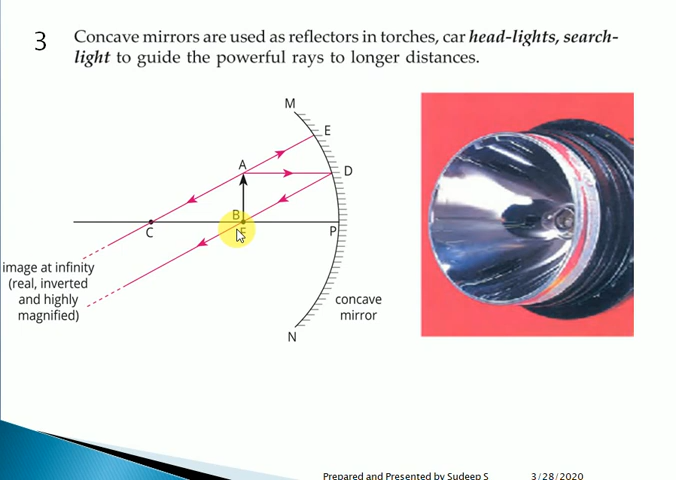 3 Concave mirrors are used as reflectors in torches, car head-lights, search-
light to guide the powerful rays to longer distances.
M
E
A
D
B
C
F
P
image at infinity
(real, inverted
and highly
magnified)
concave
mirror
N
Prepared and Presented by Sudeep S 3/28/2020